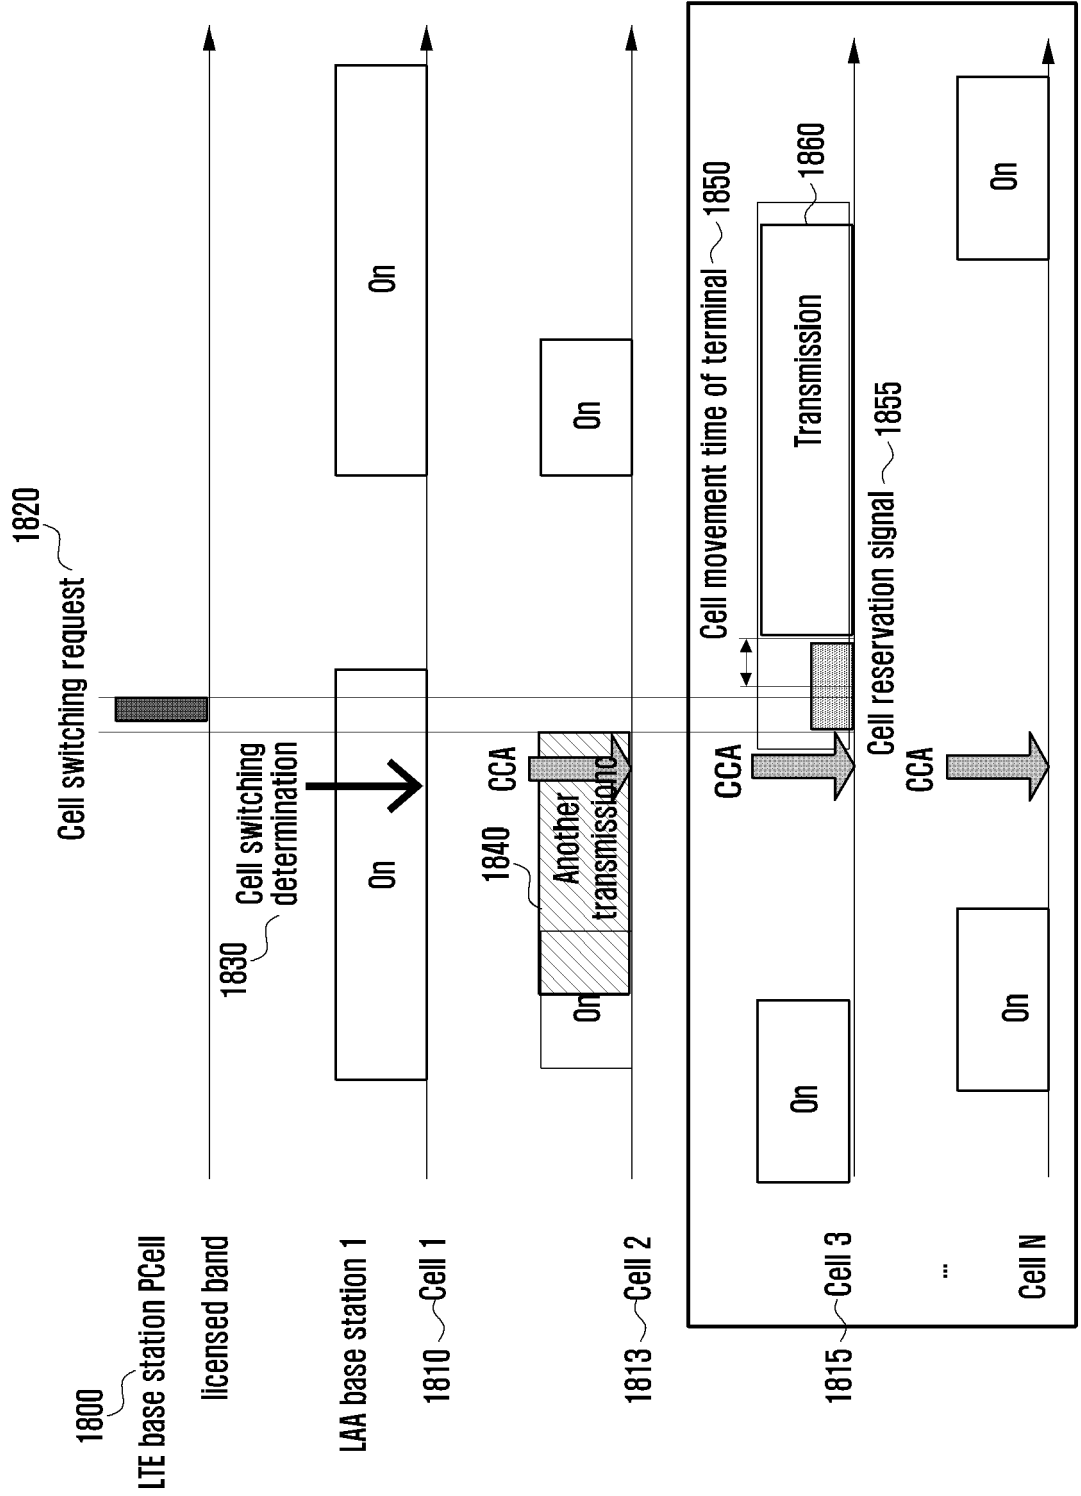 Cell switching request
1820
1800
LTE base station PCell
licensed band
1830
Cell switching
determination
LAA base station 1
1810
Cell 1
On
On
1840
CCA
Another
transmissionc
On
On
1813
Cell 2
Cell movement time of terminal
1850
CCA
On
Transmission
1860
1815
Cell 3
Cell reservation signal
1855
...
CCA
On
On
Cell N